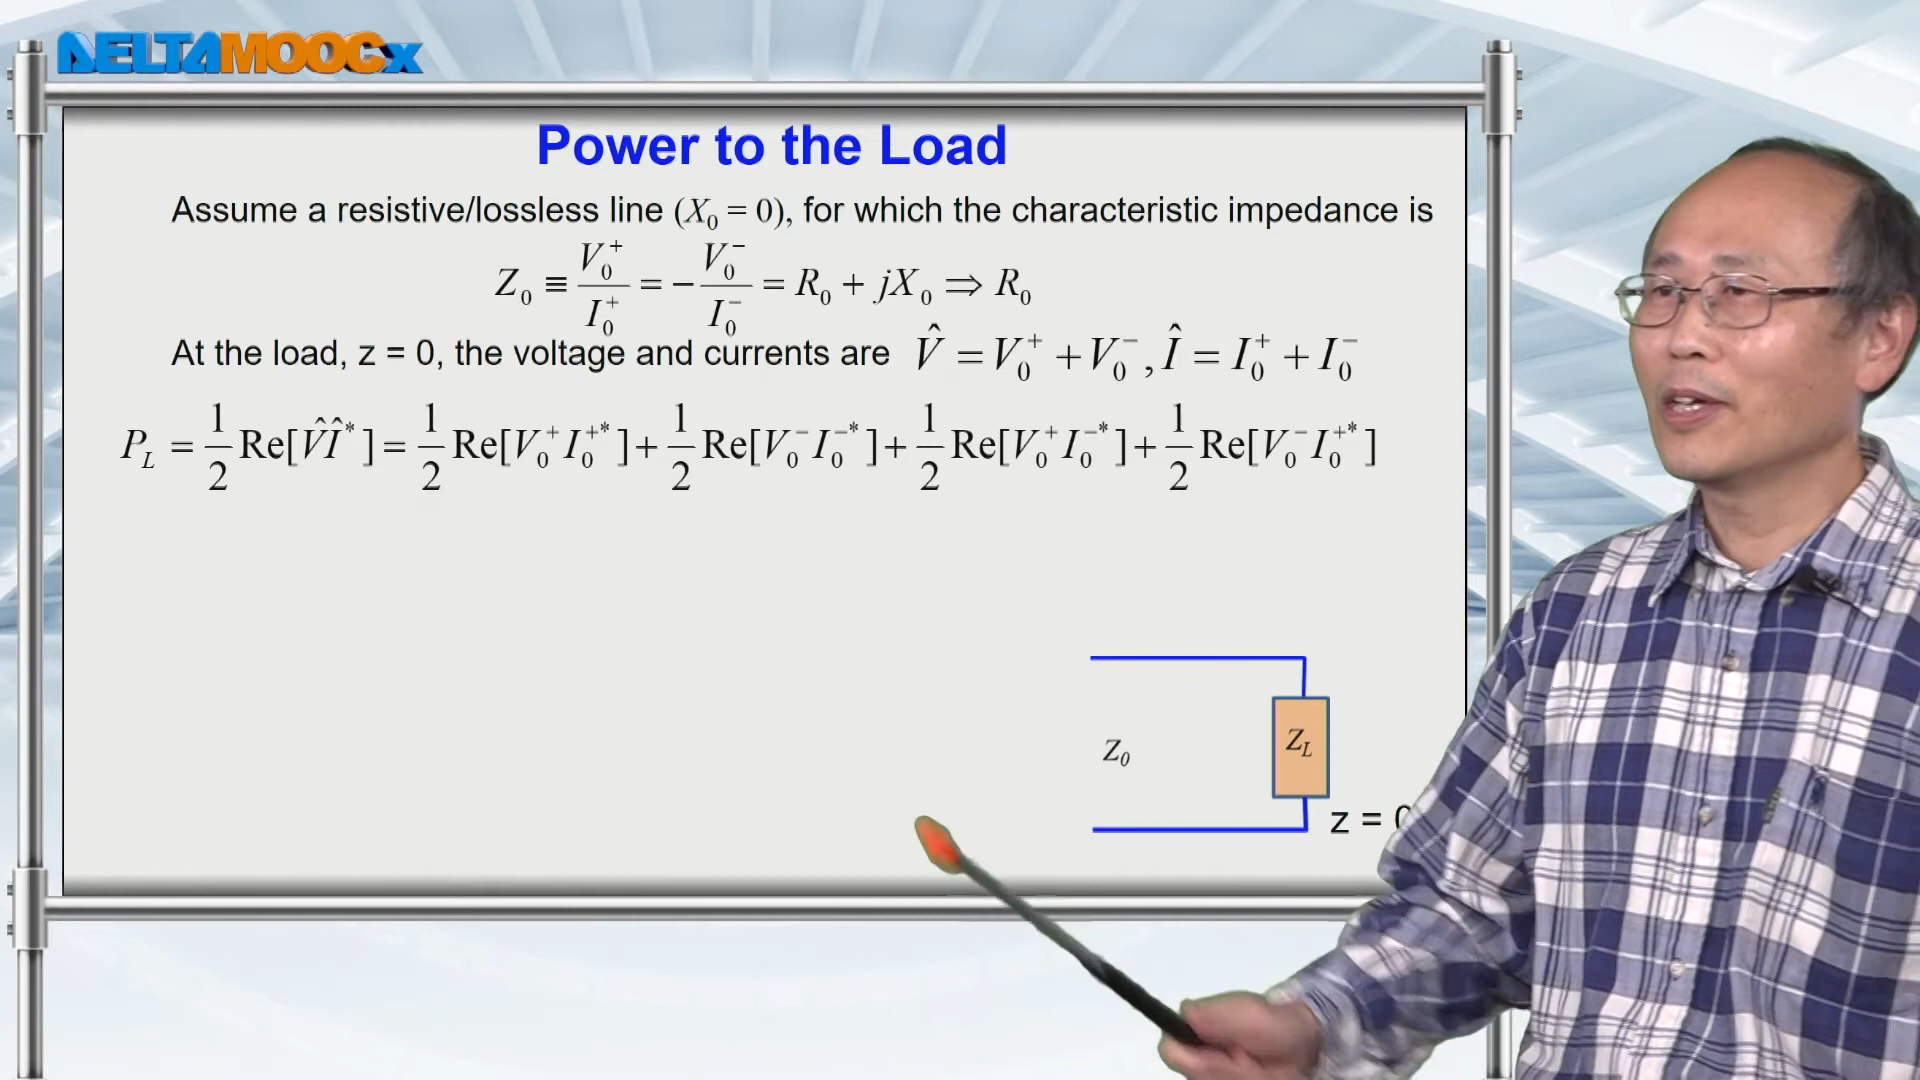 DELTAMOOCx
Power to the Load
Assume a resistive/lossless line (X₀ = 0), for which the characteristic impedance is
Z₀ ≡ V₀⁺/I₀⁺ = −V₀⁻/I₀⁻ = R₀ + jX₀ ⇒ R₀
At the load, z = 0, the voltage and currents are V̂ = V₀⁺ + V₀⁻, Î = I₀⁺ + I₀⁻
P_L = 1/2 Re[V̂Î*] = 1/2 Re[V₀⁺I₀⁺*] + 1/2 Re[V₀⁻I₀⁻*] + 1/2 Re[V₀⁺I₀⁻*] + 1/2 Re[V₀⁻I₀⁺*]
Z₀
Z_L
z = 0